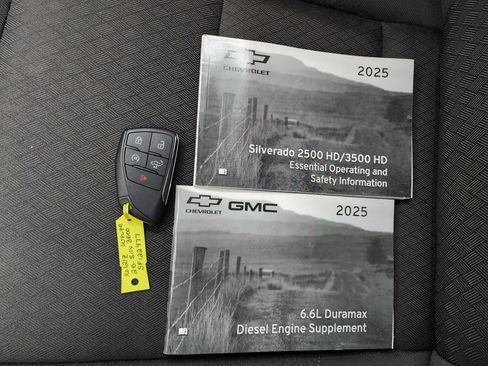 CHEVROLET
2025
Silverado 2500 HD/3500 HD
Essential Operating and
Safety Information
CHEVROLET
GMC
2025
6.6L Duramax
Diesel Engine Supplement